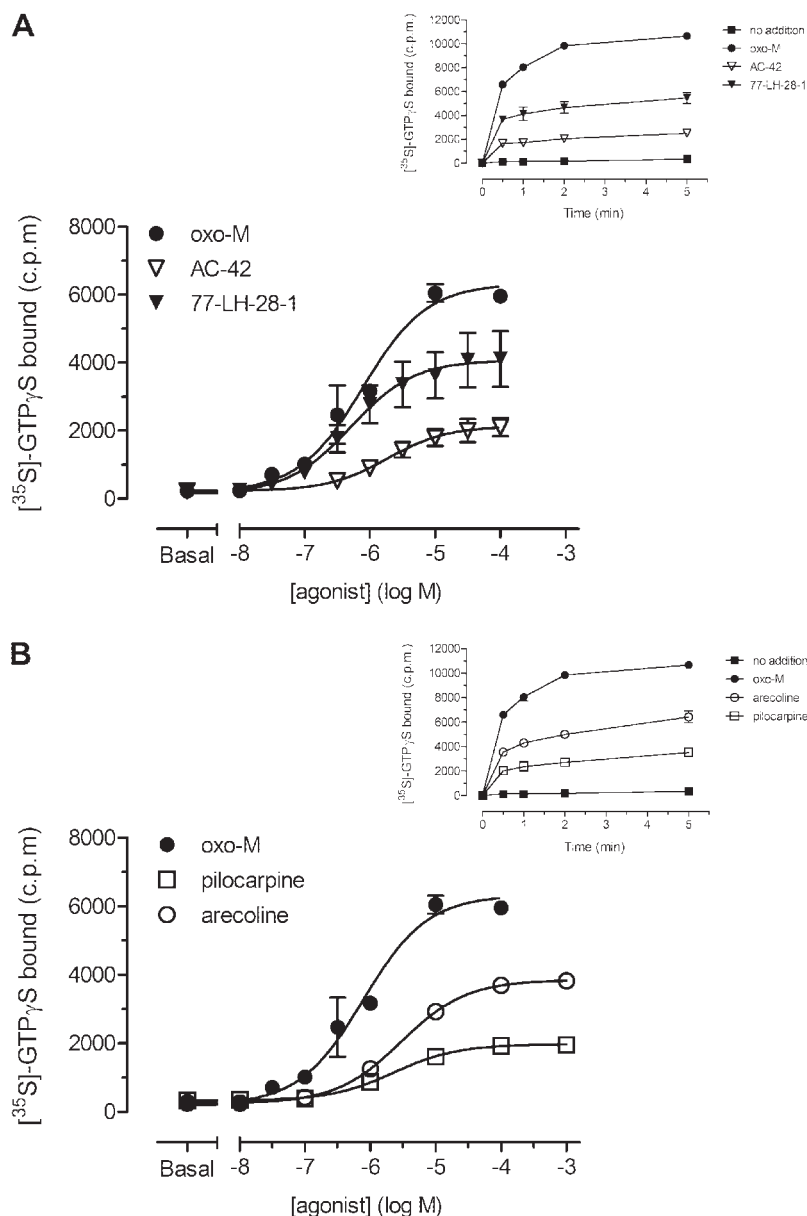 A
[³⁵S]-GTPγS bound (c.p.m.)
12000
10000
8000
6000
4000
2000
0
0 1 2 3 4 5
Time (min)
no addition
oxo-M
AC-42
77-LH-28-1
[³⁵S]-GTPγS bound (c.p.m)
8000
6000
4000
2000
0
oxo-M
AC-42
77-LH-28-1
Basal -8 -7 -6 -5 -4 -3
[agonist] (log M)
B
[³⁵S]-GTPγS bound (c.p.m.)
12000
10000
8000
6000
4000
2000
0
0 1 2 3 4 5
Time (min)
no addition
oxo-M
arecoline
pilocarpine
[³⁵S]-GTPγS bound (c.p.m)
8000
6000
4000
2000
0
oxo-M
pilocarpine
arecoline
Basal -8 -7 -6 -5 -4 -3
[agonist] (log M)